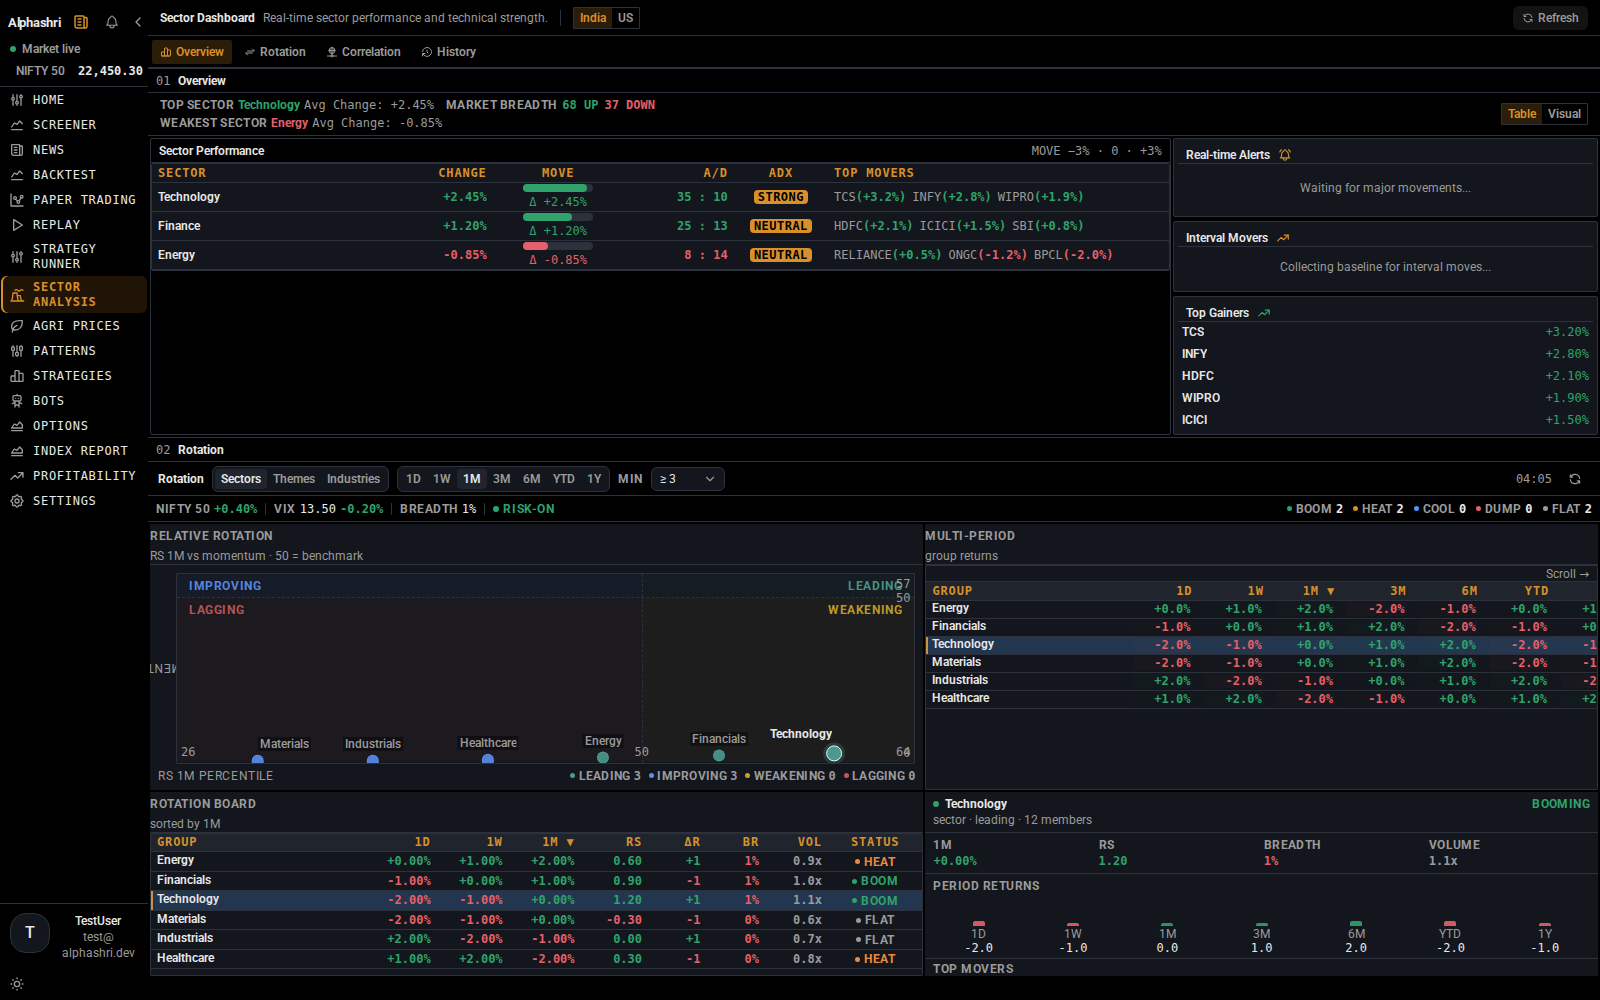 Alphashri
Market live
NIFTY 50 22,450.30
HOME
SCREENER
NEWS
BACKTEST
PAPER TRADING
REPLAY
STRATEGY
RUNNER
SECTOR
ANALYSIS
AGRI PRICES
PATTERNS
STRATEGIES
BOTS
OPTIONS
INDEX REPORT
PROFITABILITY
SETTINGS
T
TestUser
test@
alphashri.dev
Sector Dashboard Real-time sector performance and technical strength. India US Refresh
Overview Rotation Correlation History
01 Overview
TOP SECTOR Technology Avg Change: +2.45% MARKET BREADTH 68 UP 37 DOWN
WEAKEST SECTOR Energy Avg Change: -0.85%
Table Visual
Sector Performance MOVE −3% · 0 · +3%
SECTOR CHANGE MOVE A/D ADX TOP MOVERS
Technology +2.45% Δ +2.45% 35 : 10 STRONG TCS(+3.2%) INFY(+2.8%) WIPRO(+1.9%)
Finance +1.20% Δ +1.20% 25 : 13 NEUTRAL HDFC(+2.1%) ICICI(+1.5%) SBI(+0.8%)
Energy -0.85% Δ -0.85% 8 : 14 NEUTRAL RELIANCE(+0.5%) ONGC(-1.2%) BPCL(-2.0%)
Real-time Alerts
Waiting for major movements...
Interval Movers
Collecting baseline for interval moves...
Top Gainers
TCS +3.20%
INFY +2.80%
HDFC +2.10%
WIPRO +1.90%
ICICI +1.50%
02 Rotation
Rotation Sectors Themes Industries 1D 1W 1M 3M 6M YTD 1Y MIN ≥ 3 04:05
NIFTY 50 +0.40% VIX 13.50 -0.20% BREADTH 1% RISK-ON BOOM 2 HEAT 2 COOL 0 DUMP 0 FLAT 2
RELATIVE ROTATION
RS 1M vs momentum · 50 = benchmark
IMPROVING LEADING 57
50
LAGGING WEAKENING
Materials Industrials Healthcare Energy Financials Technology
26 50 64
RS 1M PERCENTILE LEADING 3 IMPROVING 3 WEAKENING 0 LAGGING 0
MULTI-PERIOD
group returns
Scroll →
GROUP 1D 1W 1M ▼ 3M 6M YTD
Energy +0.0% +1.0% +2.0% -2.0% -1.0% +0.0% +1
Financials -1.0% +0.0% +1.0% +2.0% -2.0% -1.0% +0
Technology -2.0% -1.0% +0.0% +1.0% +2.0% -2.0% -1
Materials -2.0% -1.0% +0.0% +1.0% +2.0% -2.0% -1
Industrials +2.0% -2.0% -1.0% +0.0% +1.0% +2.0% -2
Healthcare +1.0% +2.0% -2.0% -1.0% +0.0% +1.0% +2
ROTATION BOARD
sorted by 1M
GROUP 1D 1W 1M ▼ RS ΔR BR VOL STATUS
Energy +0.00% +1.00% +2.00% 0.60 +1 1% 0.9x HEAT
Financials -1.00% +0.00% +1.00% 0.90 -1 1% 1.0x BOOM
Technology -2.00% -1.00% +0.00% 1.20 +1 1% 1.1x BOOM
Materials -2.00% -1.00% +0.00% -0.30 -1 0% 0.6x FLAT
Industrials +2.00% -2.00% -1.00% 0.00 +1 0% 0.7x FLAT
Healthcare +1.00% +2.00% -2.00% 0.30 -1 0% 0.8x HEAT
Technology BOOMING
sector · leading · 12 members
1M RS BREADTH VOLUME
+0.00% 1.20 1% 1.1x
PERIOD RETURNS
1D 1W 1M 3M 6M YTD 1Y
-2.0 -1.0 0.0 1.0 2.0 -2.0 -1.0
TOP MOVERS